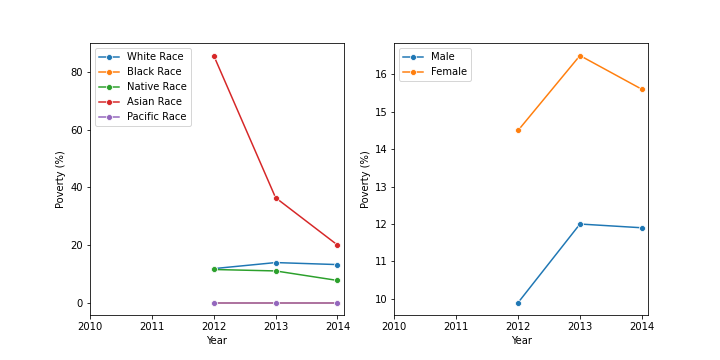 White Race
Black Race
Native Race
Asian Race
Pacific Race
80
60
40
20
0
Poverty (%)
2010 2011 2012 2013 2014
Year
Male
Female
16
15
14
13
12
11
10
Poverty (%)
2010 2011 2012 2013 2014
Year